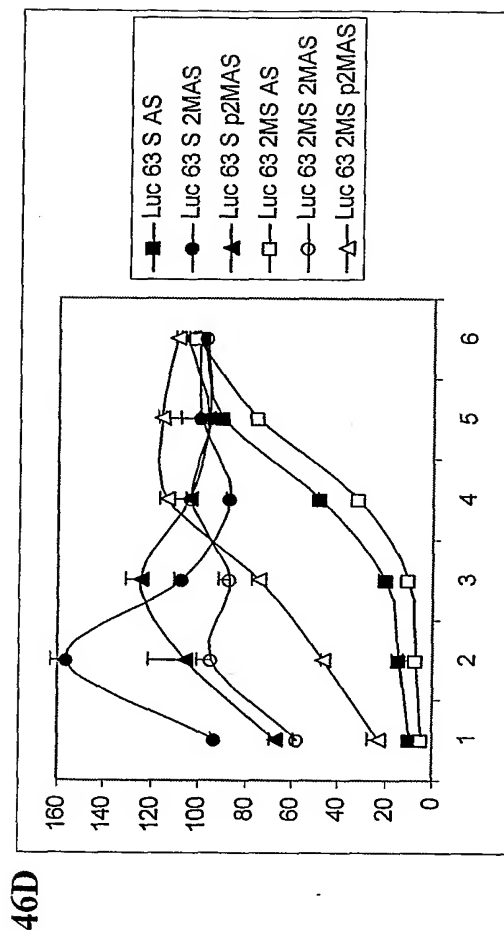 46D
160
140
120
100
80
60
40
20
0
1 2 3 4 5 6
Luc 63 S AS
Luc 63 S 2MAS
Luc 63 S p2MAS
Luc 63 2MS AS
Luc 63 2MS 2MAS
Luc 63 2MS p2MAS